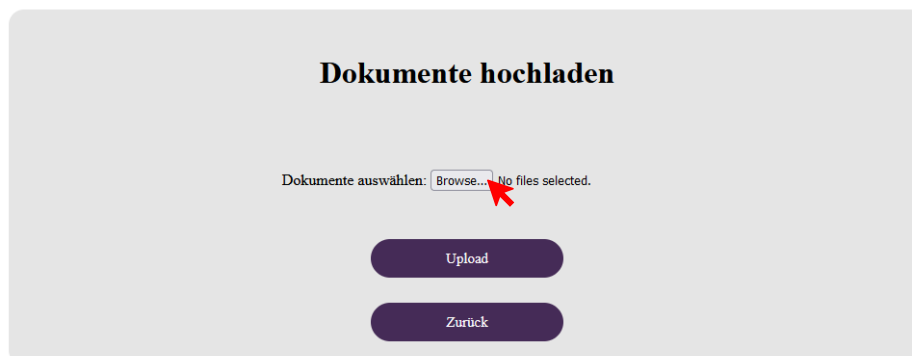 Dokumente hochladen
Dokumente auswählen: Browse... No files selected.
Upload
Zurück